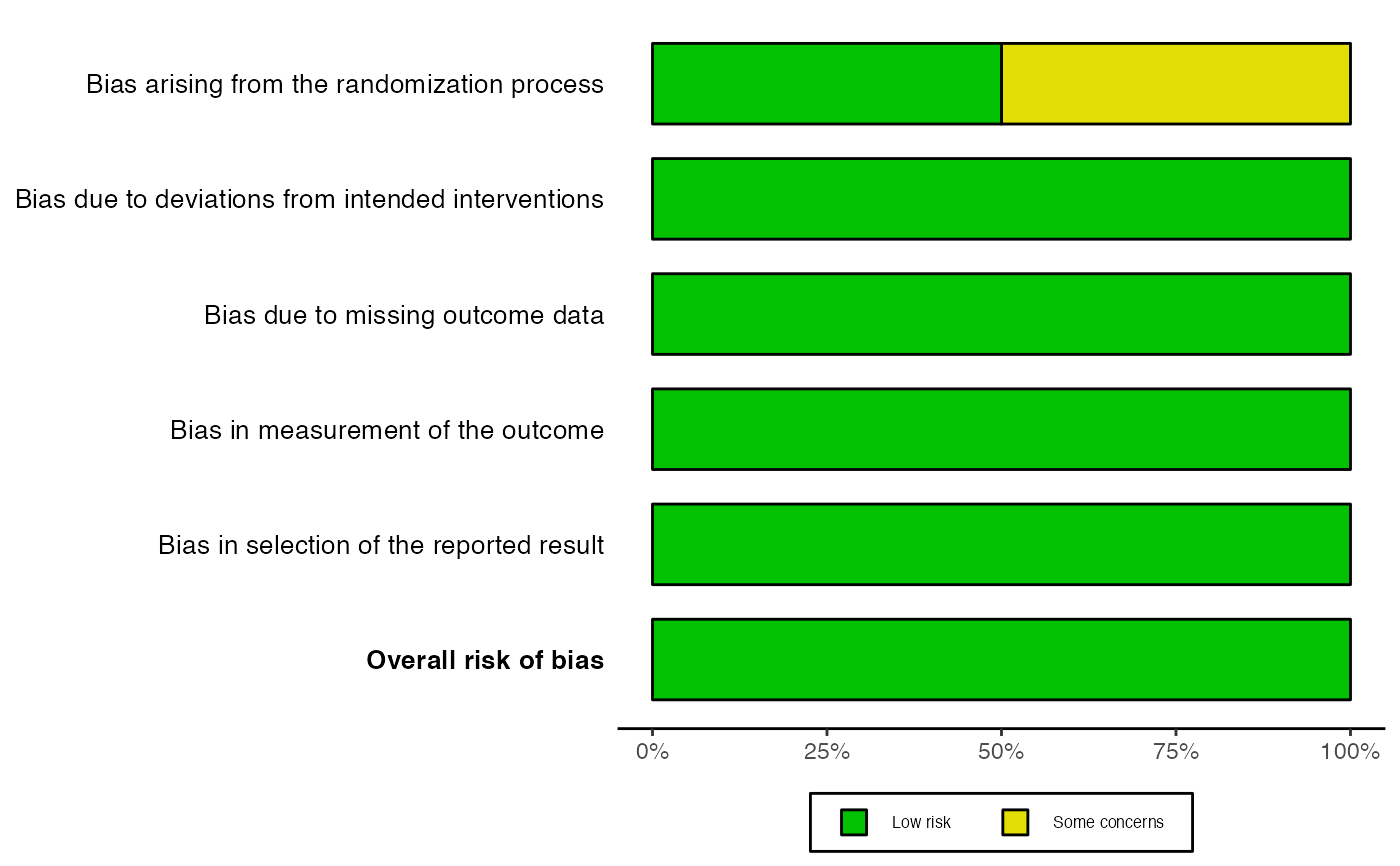 Bias arising from the randomization process
Bias due to deviations from intended interventions
Bias due to missing outcome data
Bias in measurement of the outcome
Bias in selection of the reported result
Overall risk of bias
0% 25% 50% 75% 100%
Low risk Some concerns